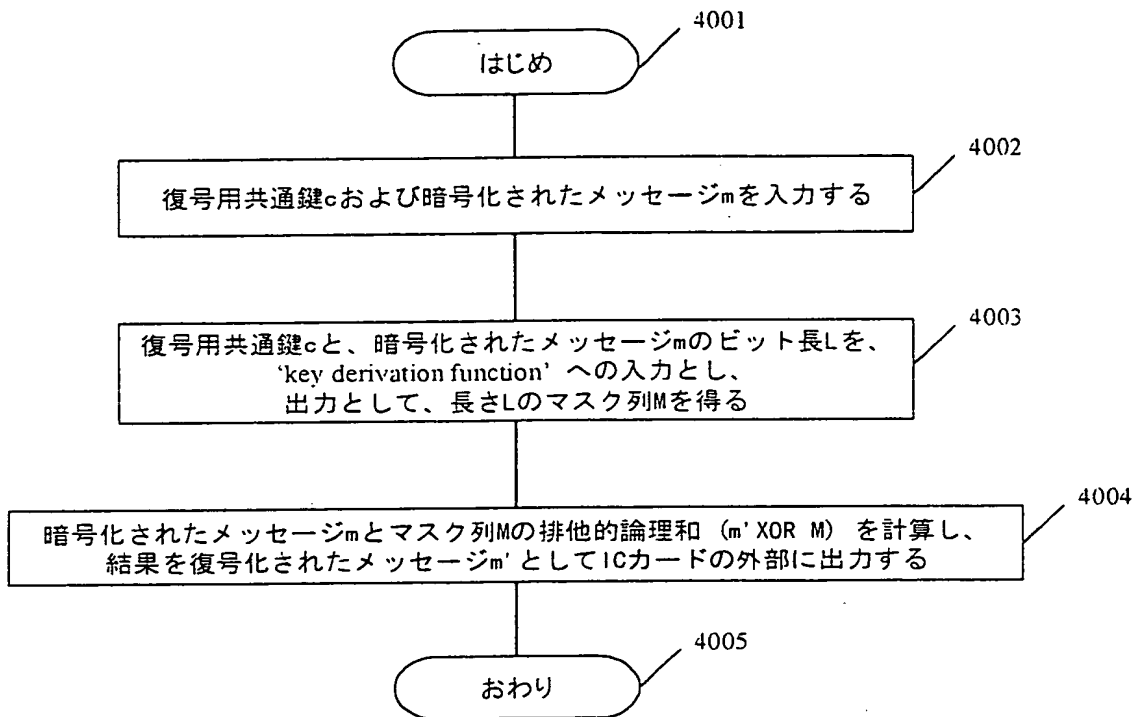 4001
はじめ
4002
復号用共通鍵cおよび暗号化されたメッセージmを入力する
4003
復号用共通鍵cと、暗号化されたメッセージmのビット長Lを、
‘key derivation function’ への入力とし、
出力として、長さLのマスク列Mを得る
4004
暗号化されたメッセージmとマスク列Mの排他的論理和 (m'XOR M) を計算し、
結果を復号化されたメッセージm'としてICカードの外部に出力する
4005
おわり